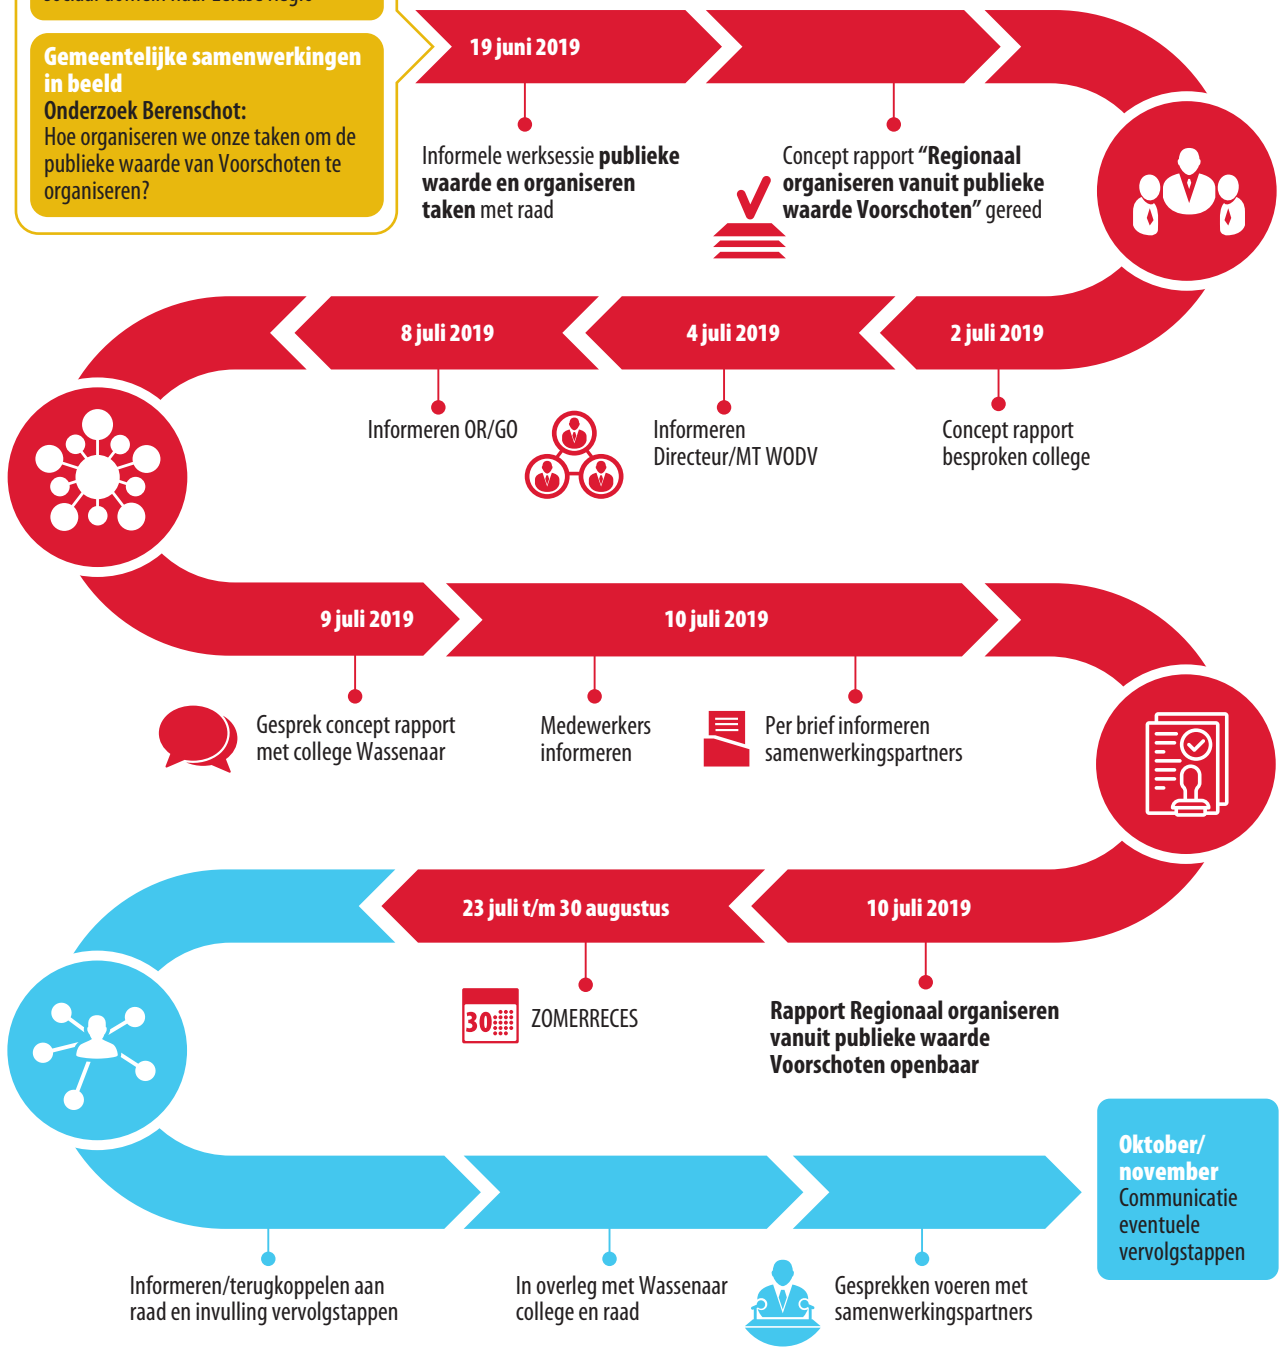 Gemeentelijke samenwerkingen
in beeld
Onderzoek Berenschot:
Hoe organiseren we onze taken om de
publieke waarde van Voorschoten te
organiseren?
19 juni 2019
Informele werksessie publieke
waarde en organiseren
taken met raad
Concept rapport “Regionaal
organiseren vanuit publieke
waarde Voorschoten” gereed
2 juli 2019
Concept rapport
besproken college
4 juli 2019
Informeren
Directeur/MT WODV
8 juli 2019
Informeren OR/GO
9 juli 2019
Gesprek concept rapport
met college Wassenaar
10 juli 2019
Medewerkers
informeren
Per brief informeren
samenwerkingspartners
10 juli 2019
Rapport Regionaal organiseren
vanuit publieke waarde
Voorschoten openbaar
23 juli t/m 30 augustus
30
ZOMERRECES
Informeren/terugkoppelen aan
raad en invulling vervolgstappen
In overleg met Wassenaar
college en raad
Gesprekken voeren met
samenwerkingspartners
Oktober/
november
Communicatie
eventuele
vervolgstappen